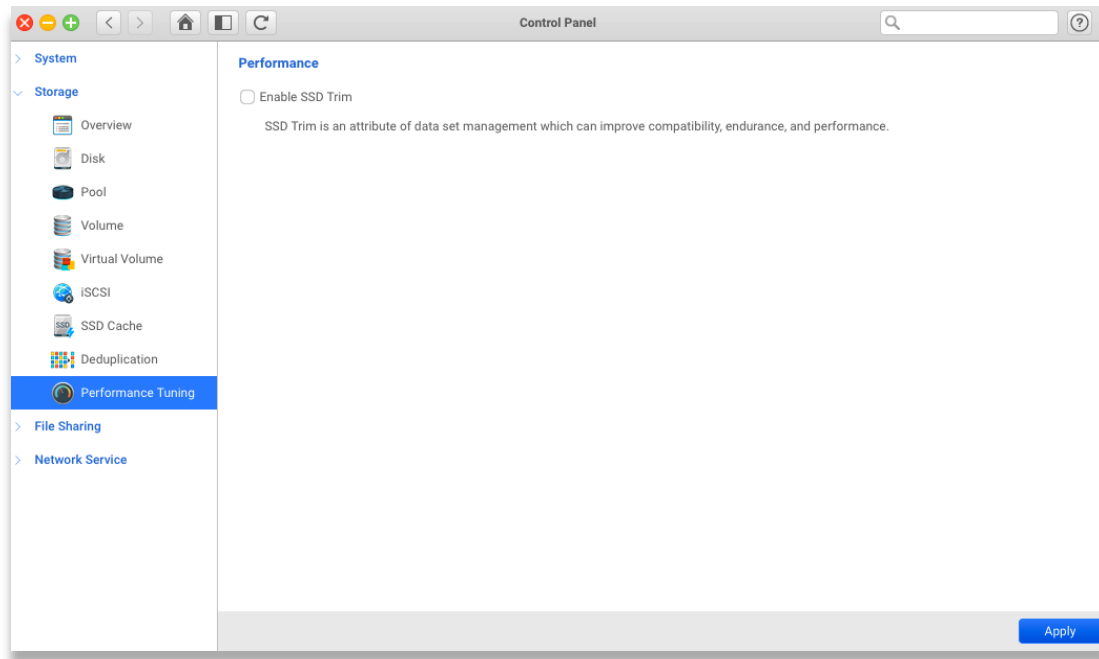 Control Panel
?
System
Storage
Overview
Disk
Pool
Volume
Virtual Volume
iSCSI
SSD
SSD Cache
Deduplication
Performance Tuning
File Sharing
Network Service
Performance
Enable SSD Trim
SSD Trim is an attribute of data set management which can improve compatibility, endurance, and performance.
Apply